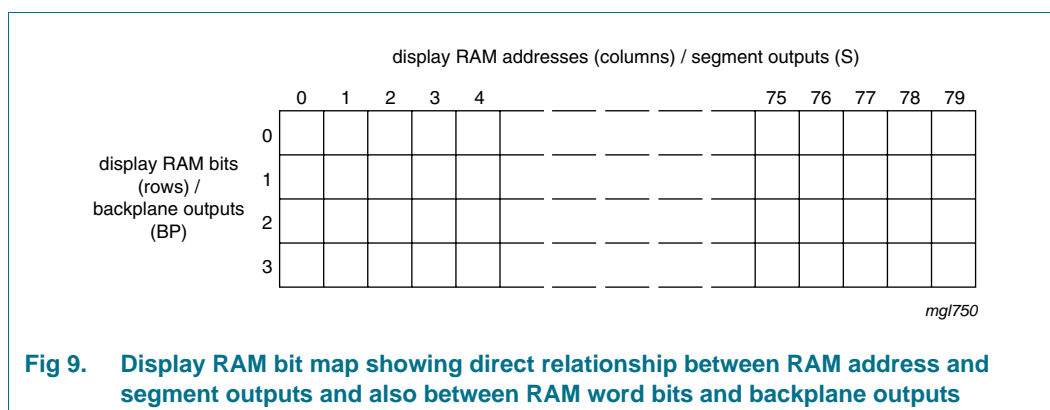 display RAM addresses (columns) / segment outputs (S)
0 1 2 3 4 75 76 77 78 79
0
display RAM bits
1
(rows) /
backplane outputs
2
(BP)
3
mgl750
Fig 9. Display RAM bit map showing direct relationship between RAM address and
segment outputs and also between RAM word bits and backplane outputs